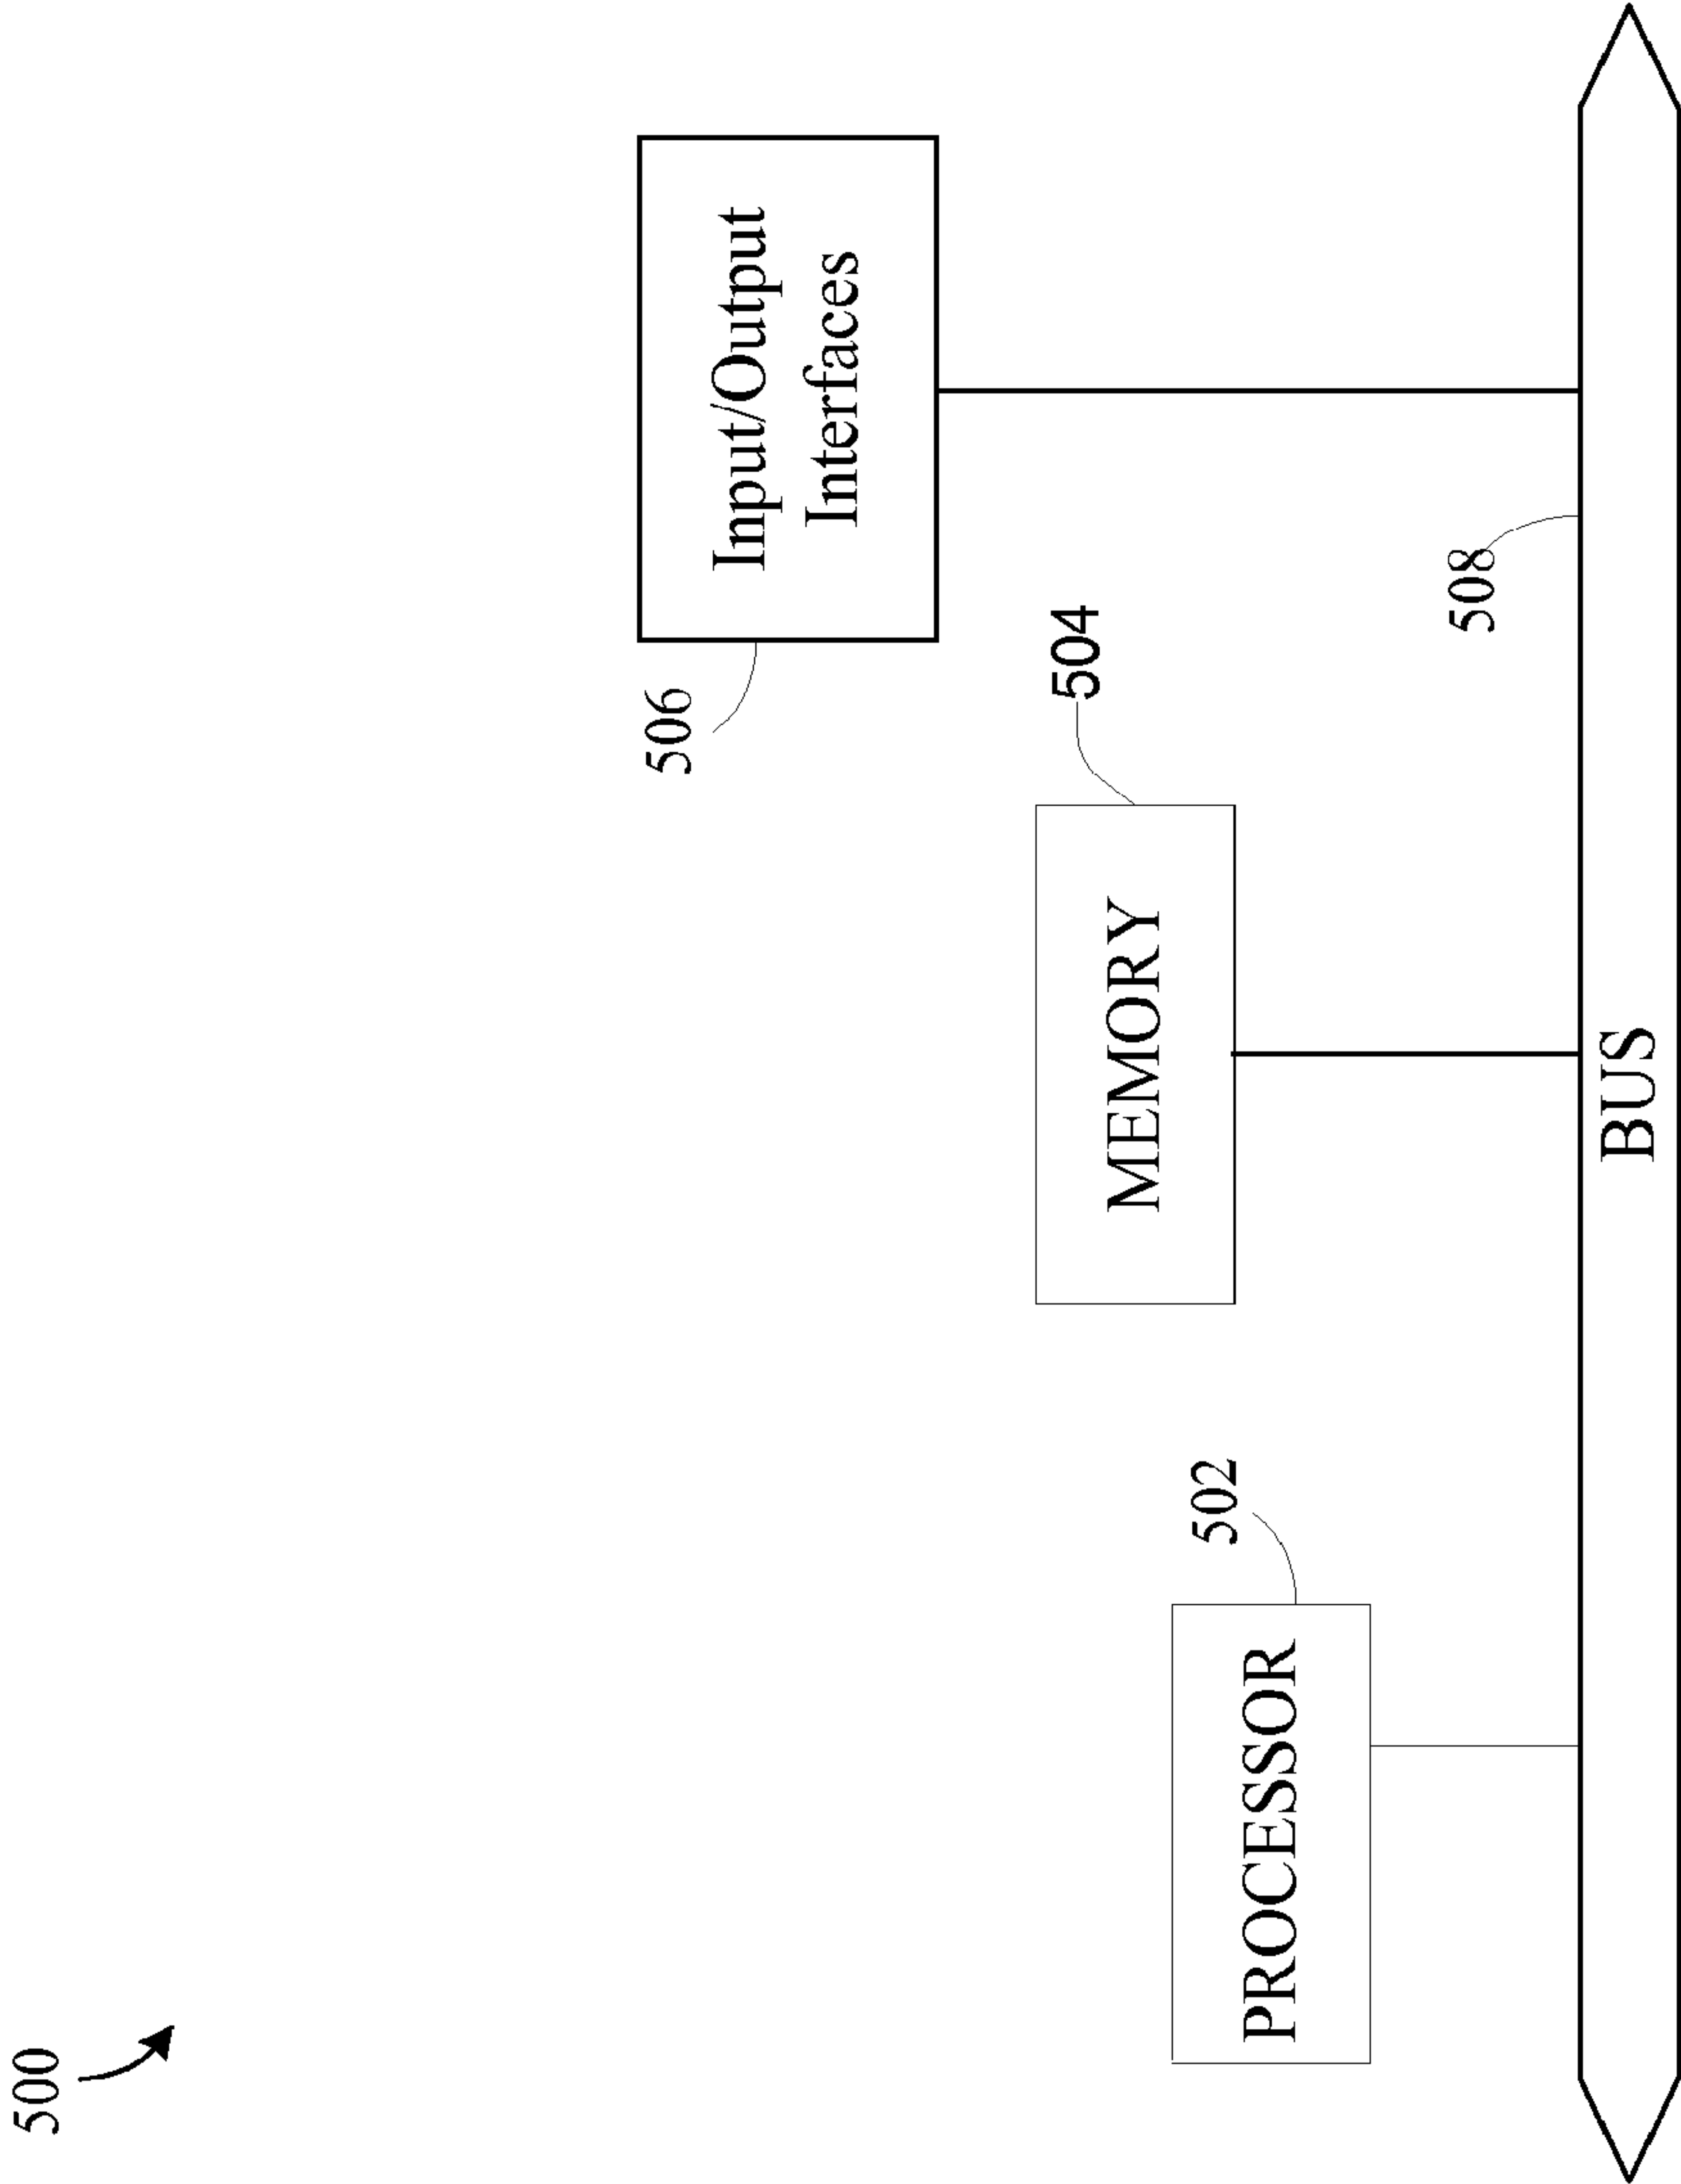 500
Input/Output
Interfaces
506
504
MEMORY
508
502
PROCESSOR
BUS